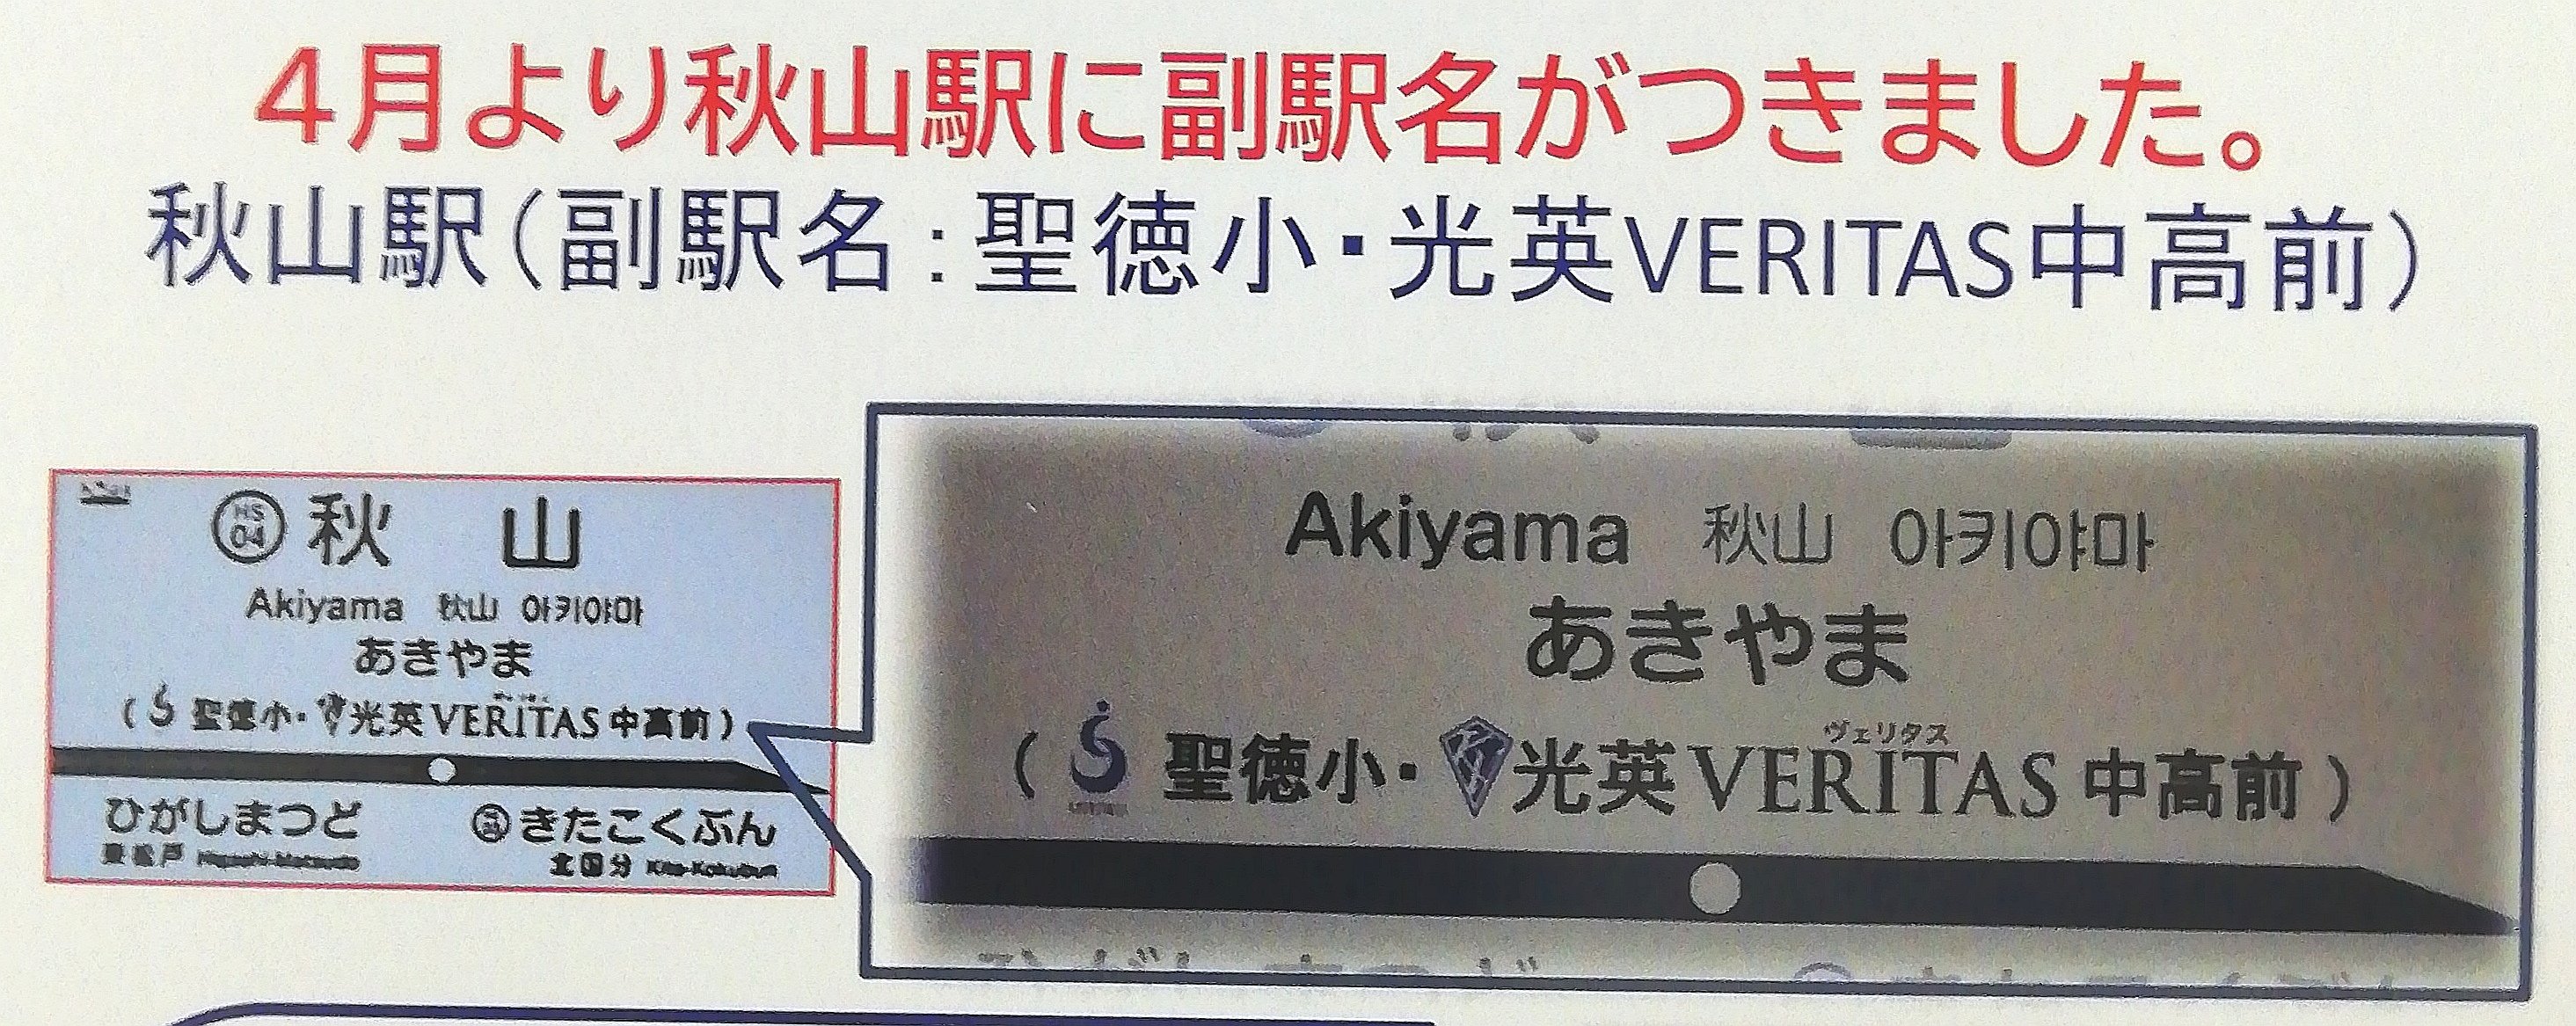 4月より秋山駅に副駅名がつきました。
秋山駅(副駅名:聖徳小・光英VERITAS中高前)
HS
04
秋 山
Akiyama 秋山 아키야마
あきやま
(聖徳小・光英VERITAS中高前)
ひがしまつど
きたこくぶん
東松戸 Higashi-Matsudo
北国分 Kita-Kokubun
Akiyama 秋山 아키야마
あきやま
ヴェリタス
(聖徳小・光英VERITAS中高前)